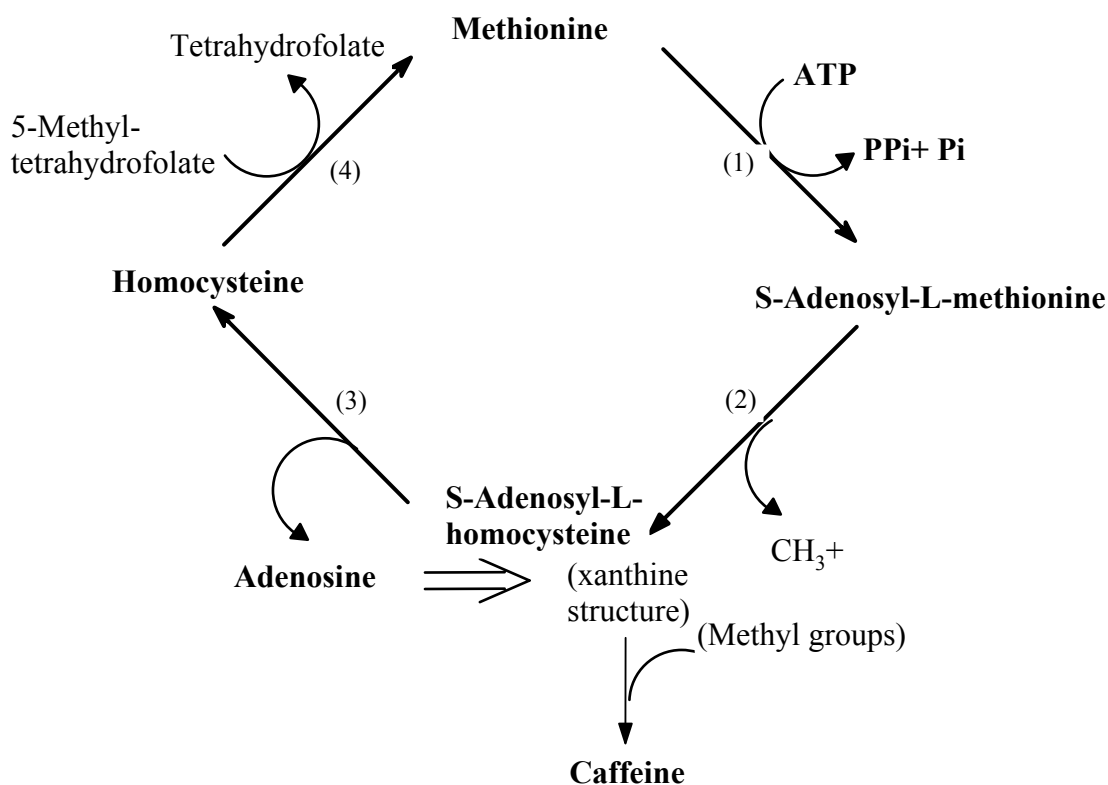 Methionine
Tetrahydrofolate
ATP
5-Methyl-
tetrahydrofolate
PPi+ Pi
(1)
(4)
Homocysteine
S-Adenosyl-L-methionine
(3)
(2)
S-Adenosyl-L-
homocysteine
CH3+
Adenosine
(xanthine
structure)
(Methyl groups)
Caffeine